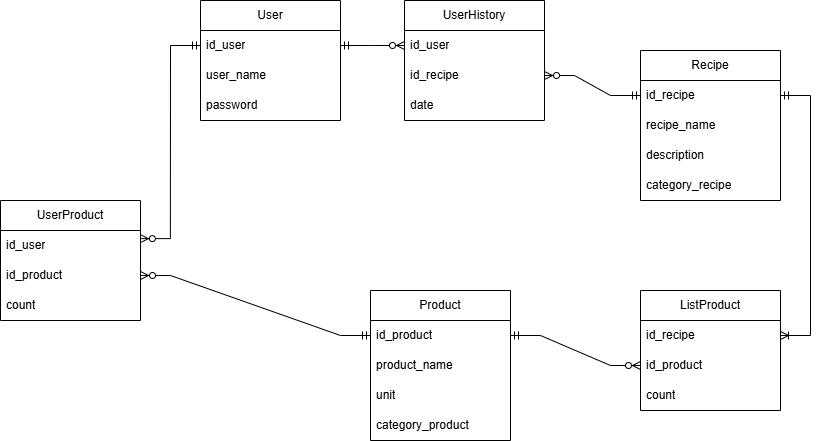 User
id_user
user_name
password
UserHistory
id_user
id_recipe
date
Recipe
id_recipe
recipe_name
description
category_recipe
UserProduct
id_user
id_product
count
Product
id_product
product_name
unit
category_product
ListProduct
id_recipe
id_product
count